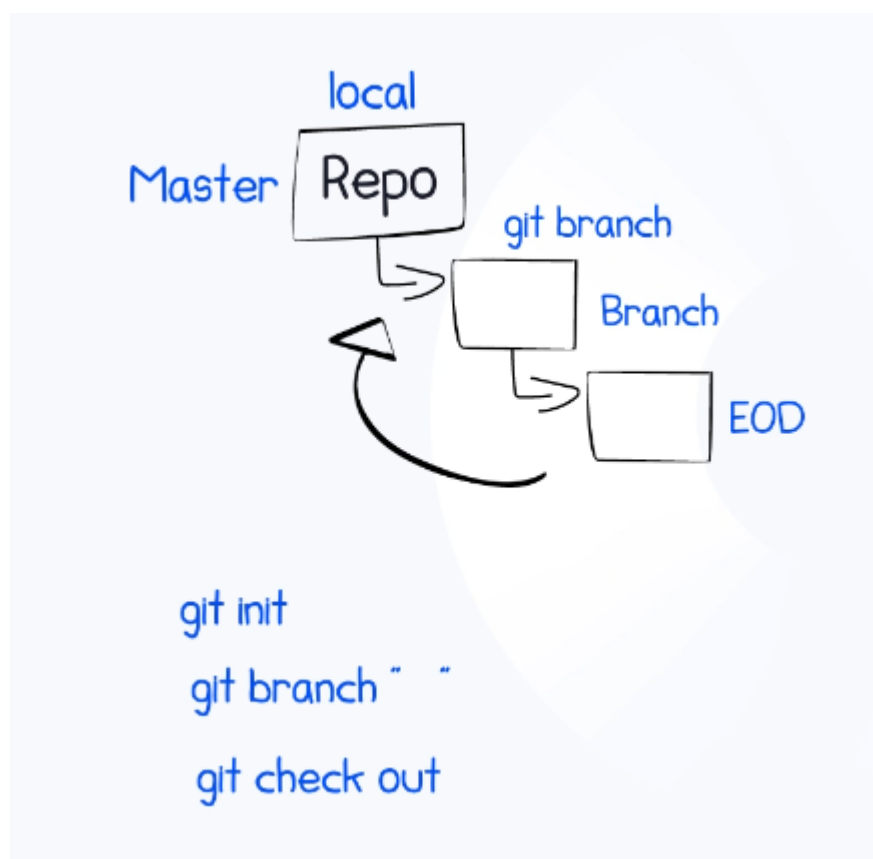 local
Master
Repo
git branch
Branch
EOD
git init
git branch " "
git check out